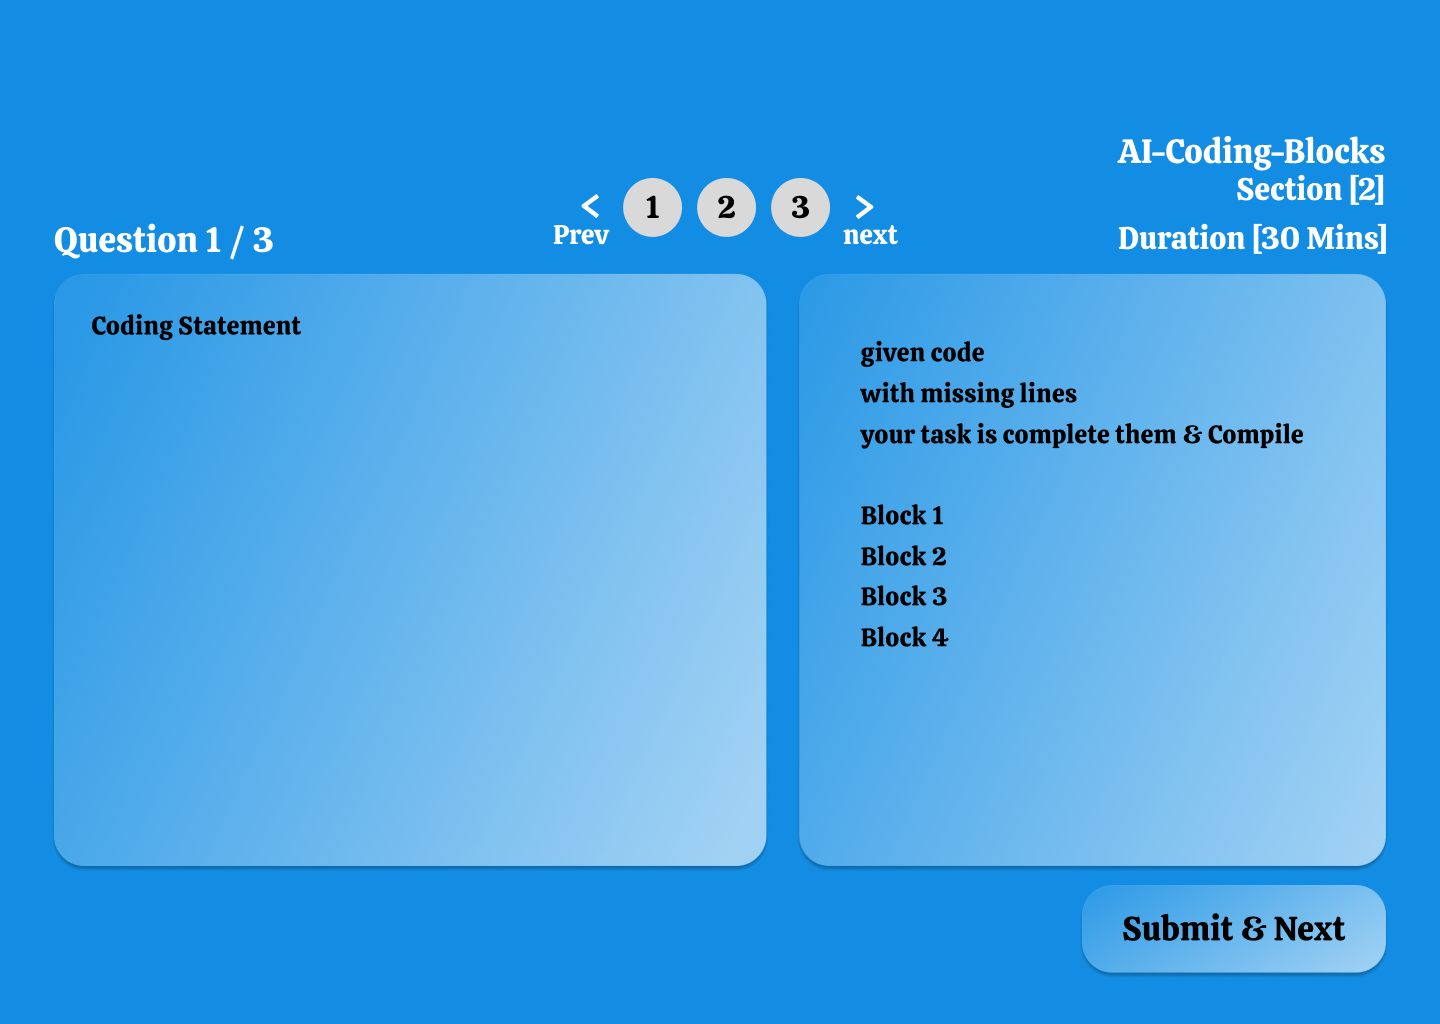 AI-Coding-Blocks
Section [2]
Duration [30 Mins]
Question 1 / 3
< 1 2 3 >
Prev next
Coding Statement
given code
with missing lines
your task is complete them & Compile
Block 1
Block 2
Block 3
Block 4
Submit & Next